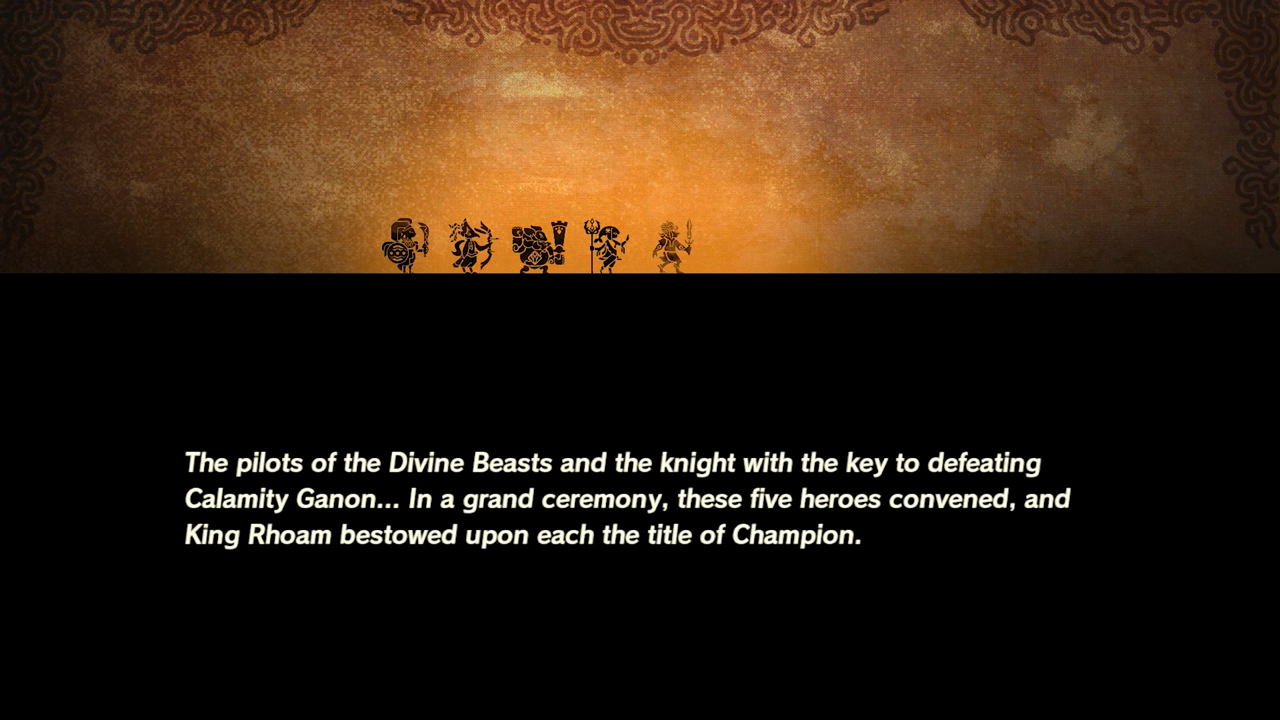 The pilots of the Divine Beasts and the knight with the key to defeating
Calamity Ganon... In a grand ceremony, these five heroes convened, and
King Rhoam bestowed upon each the title of Champion.